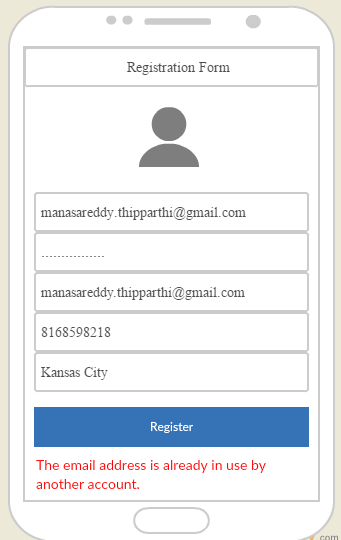 Registration Form
manasareddy.thipparthi@gmail.com
................
manasareddy.thipparthi@gmail.com
8168598218
Kansas City
Register
The email address is already in use by
another account.
.com